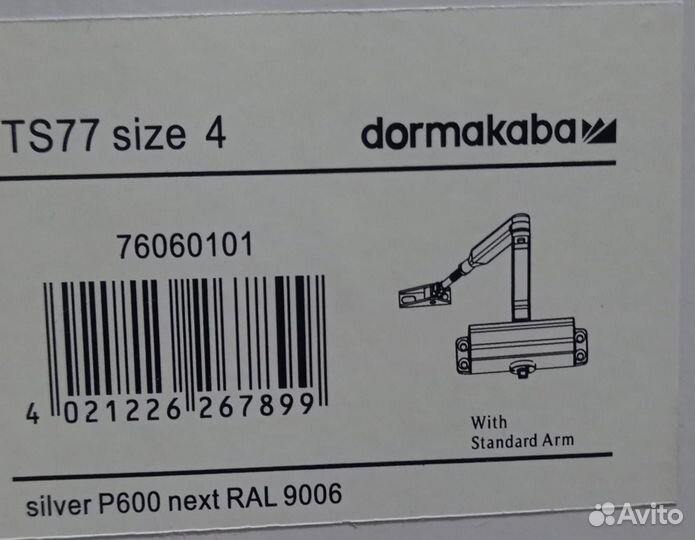 TS77 size 4
dormakaba
76060101
4 021226 267899
With
Standard Arm
silver P600 next RAL 9006
Avito